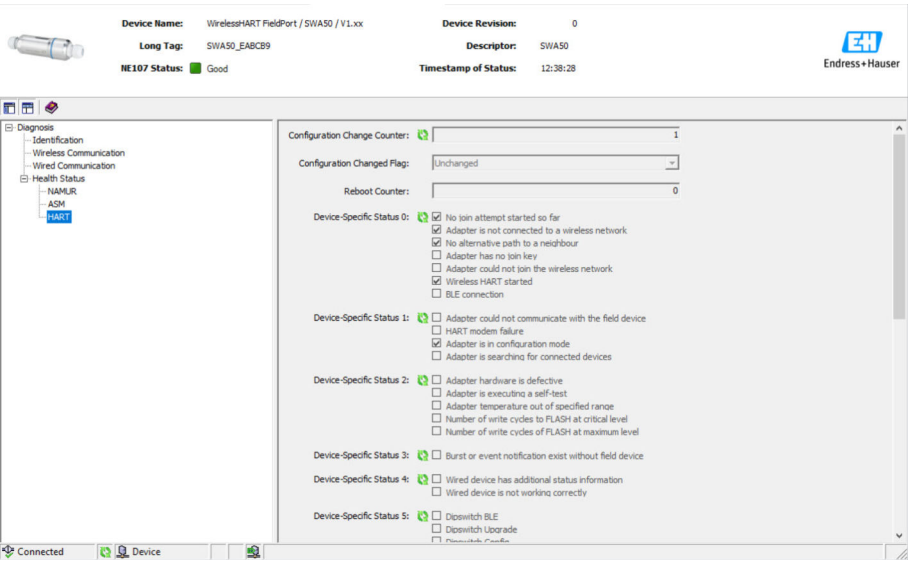 Device Name: WirelessHART FieldPort / SWA50 / V1.xx Device Revision: 0
Long Tag: SWA50_EABCB9 Descriptor: SWA50
NE107 Status: Good Timestamp of Status: 12:38:28
EH
Endress+Hauser
Diagnosis
Identification
Wireless Communication
Wired Communication
Health Status
NAMUR
ASM
HART
Configuration Change Counter: 1
Configuration Changed Flag: Unchanged
Reboot Counter: 0
Device-Specific Status 0: No join attempt started so far
Adapter is not connected to a wireless network
No alternative path to a neighbour
Adapter has no join key
Adapter could not join the wireless network
Wireless HART started
BLE connection
Device-Specific Status 1: Adapter could not communicate with the field device
HART modem failure
Adapter is in configuration mode
Adapter is searching for connected devices
Device-Specific Status 2: Adapter hardware is defective
Adapter is executing a self-test
Adapter temperature out of specified range
Number of write cycles to FLASH at critical level
Number of write cycles of FLASH at maximum level
Device-Specific Status 3: Burst or event notification exist without field device
Device-Specific Status 4: Wired device has additional status information
Wired device is not working correctly
Device-Specific Status 5: Dipswitch BLE
Dipswitch Upgrade
Dipswitch Config
Connected Device